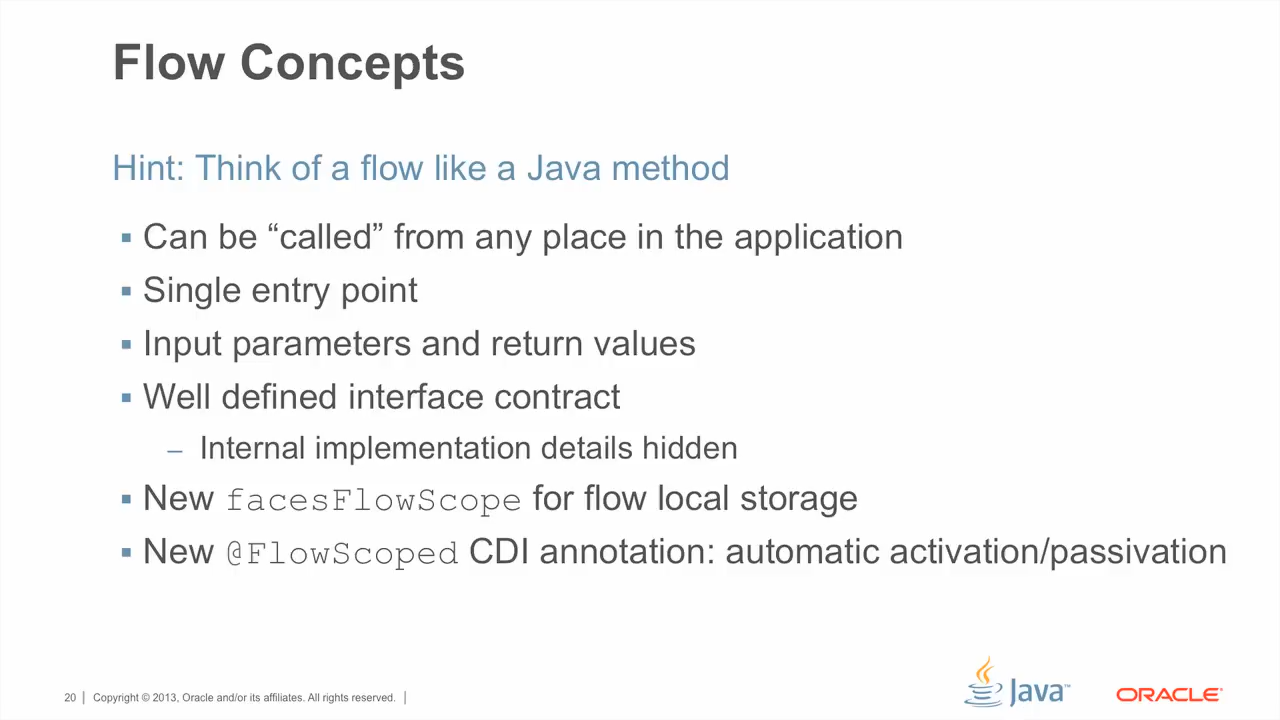 Flow Concepts
Hint: Think of a flow like a Java method
▪ Can be “called” from any place in the application
▪ Single entry point
▪ Input parameters and return values
▪ Well defined interface contract
– Internal implementation details hidden
▪ New facesFlowScope for flow local storage
▪ New @FlowScoped CDI annotation: automatic activation/passivation
20 | Copyright © 2013, Oracle and/or its affiliates. All rights reserved. |
Java™
ORACLE®